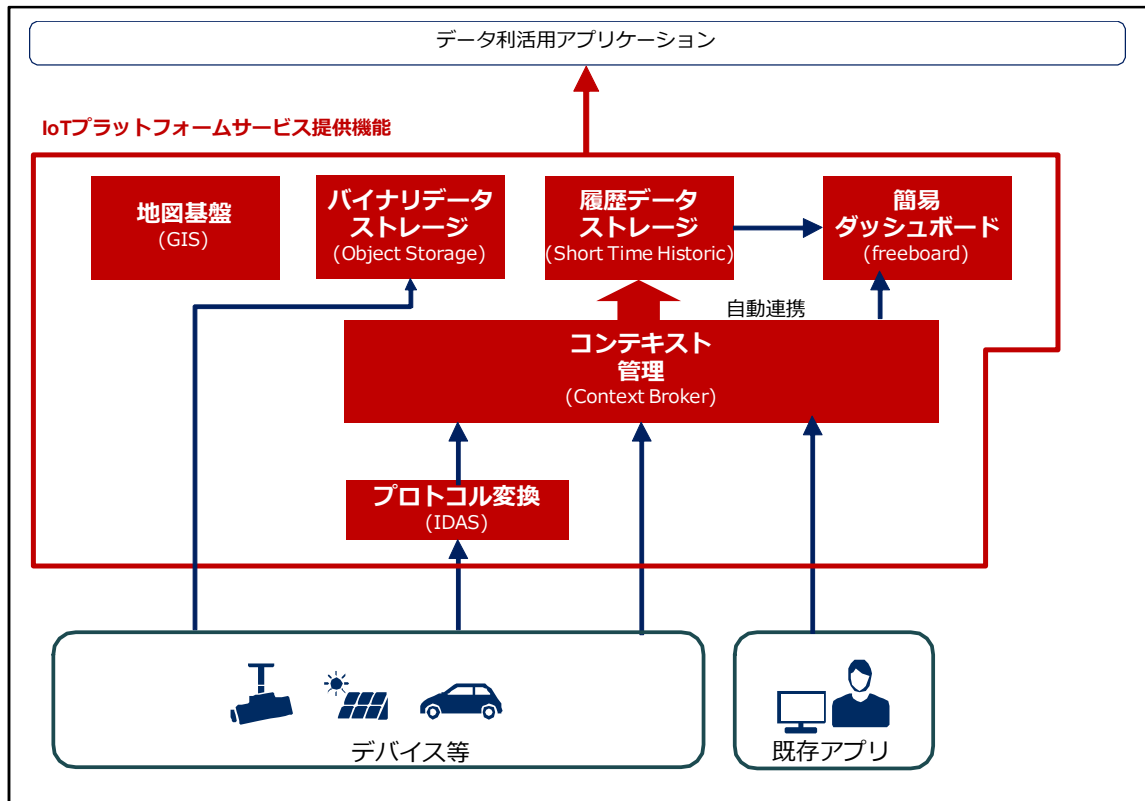 データ利活用アプリケーション
IoTプラットフォームサービス提供機能
地図基盤
(GIS)
バイナリデータ
ストレージ
(Object Storage)
履歴データ
ストレージ
(Short Time Historic)
簡易
ダッシュボード
(freeboard)
自動連携
コンテキスト
管理
(Context Broker)
プロトコル変換
(IDAS)
デバイス等
既存アプリ